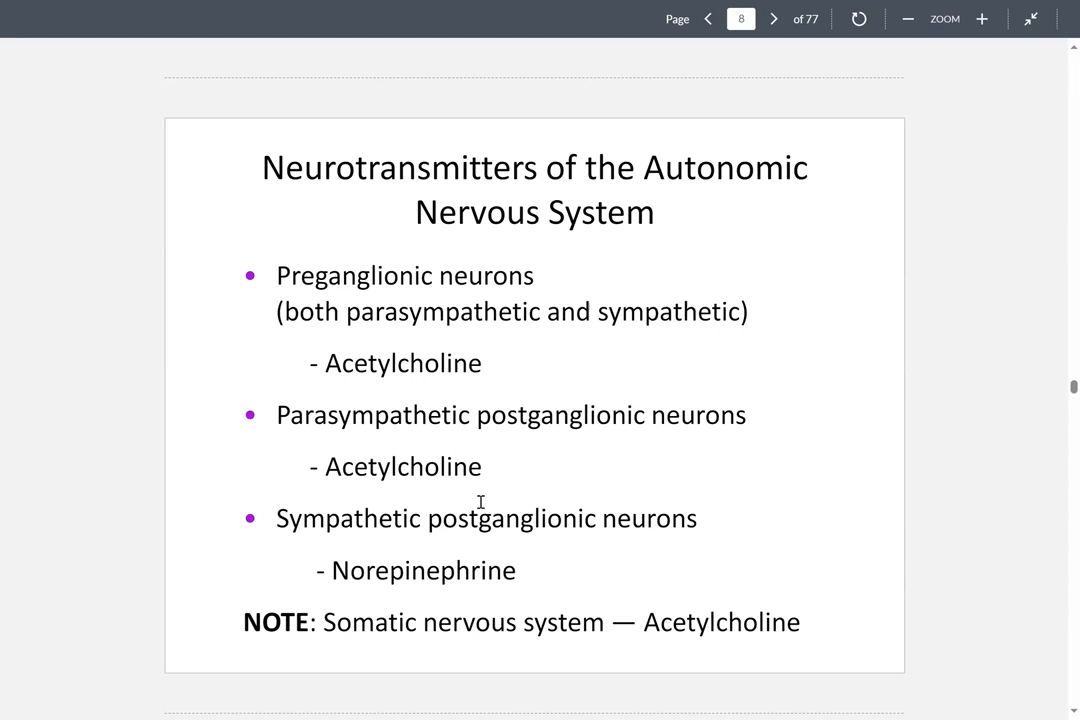 Page 8 of 77 ZOOM
Neurotransmitters of the Autonomic
Nervous System
• Preganglionic neurons
(both parasympathetic and sympathetic)
- Acetylcholine
• Parasympathetic postganglionic neurons
- Acetylcholine
• Sympathetic postganglionic neurons
- Norepinephrine
NOTE: Somatic nervous system — Acetylcholine